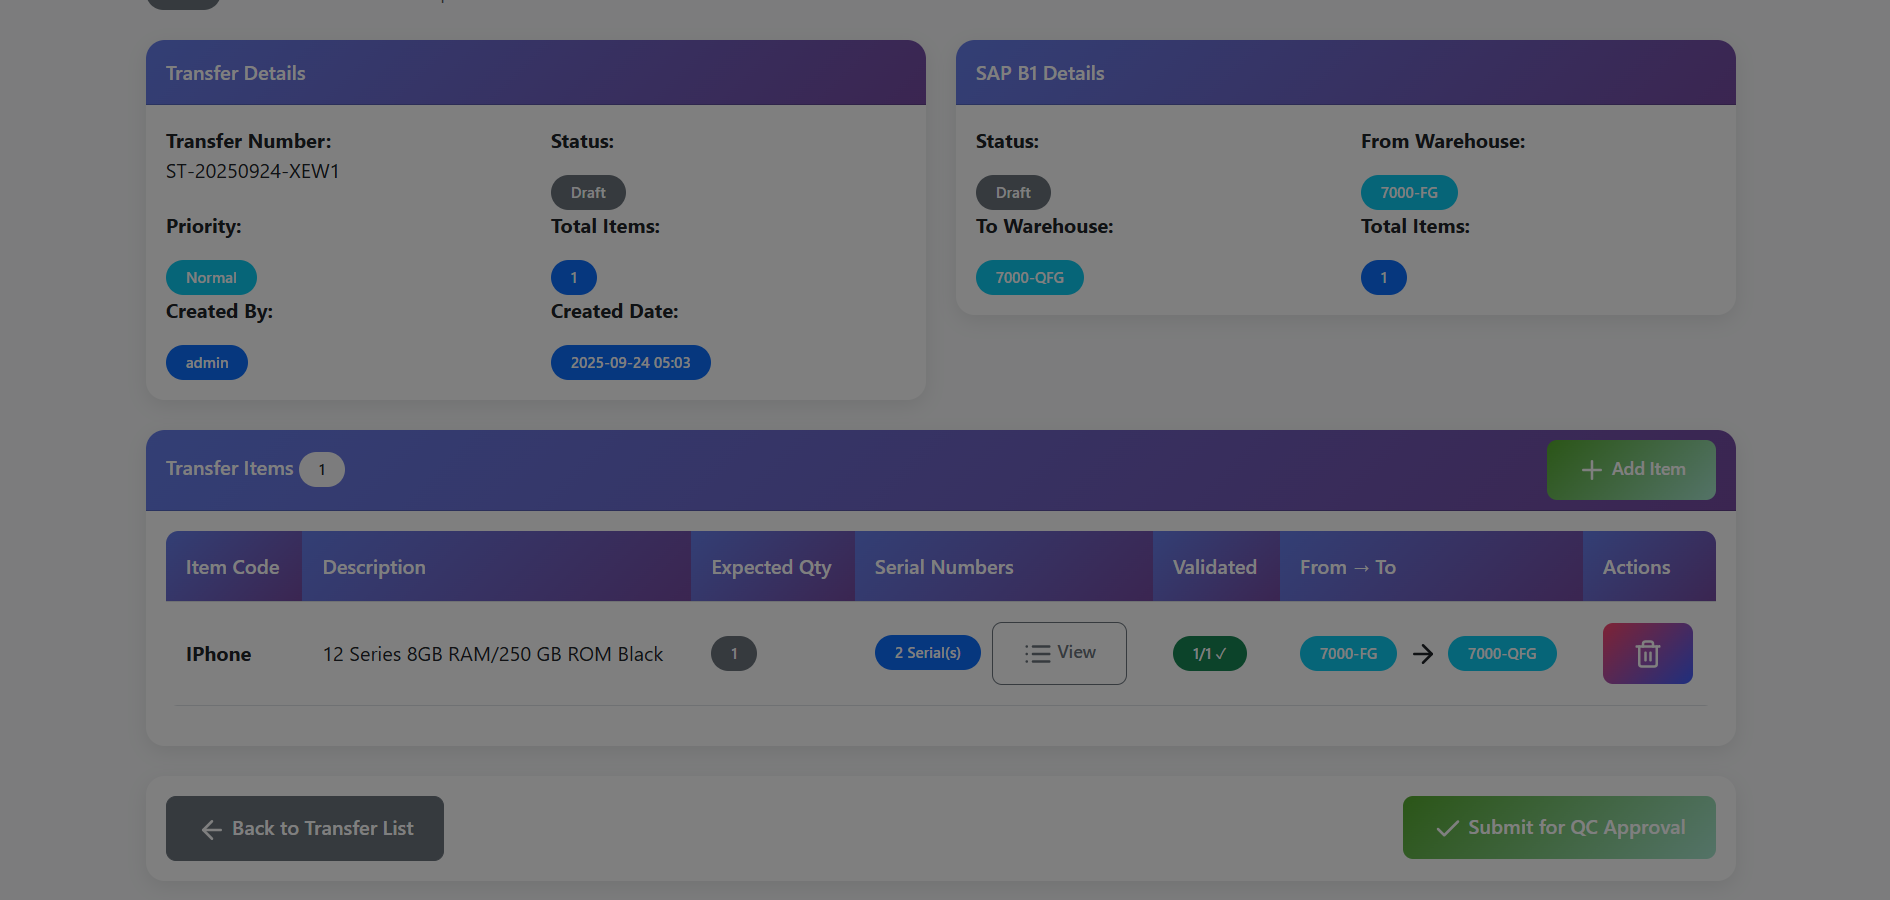 Transfer Details
Transfer Number:
ST-20250924-XEW1
Status:
Draft
Priority:
Normal
Total Items:
1
Created By:
admin
Created Date:
2025-09-24 05:03
SAP B1 Details
Status:
Draft
From Warehouse:
7000-FG
To Warehouse:
7000-QFG
Total Items:
1
Transfer Items 1
Add Item
Item Code Description Expected Qty Serial Numbers Validated From → To Actions
IPhone 12 Series 8GB RAM/250 GB ROM Black 1 2 Serial(s) View 1/1 ✓ 7000-FG → 7000-QFG
Back to Transfer List
Submit for QC Approval